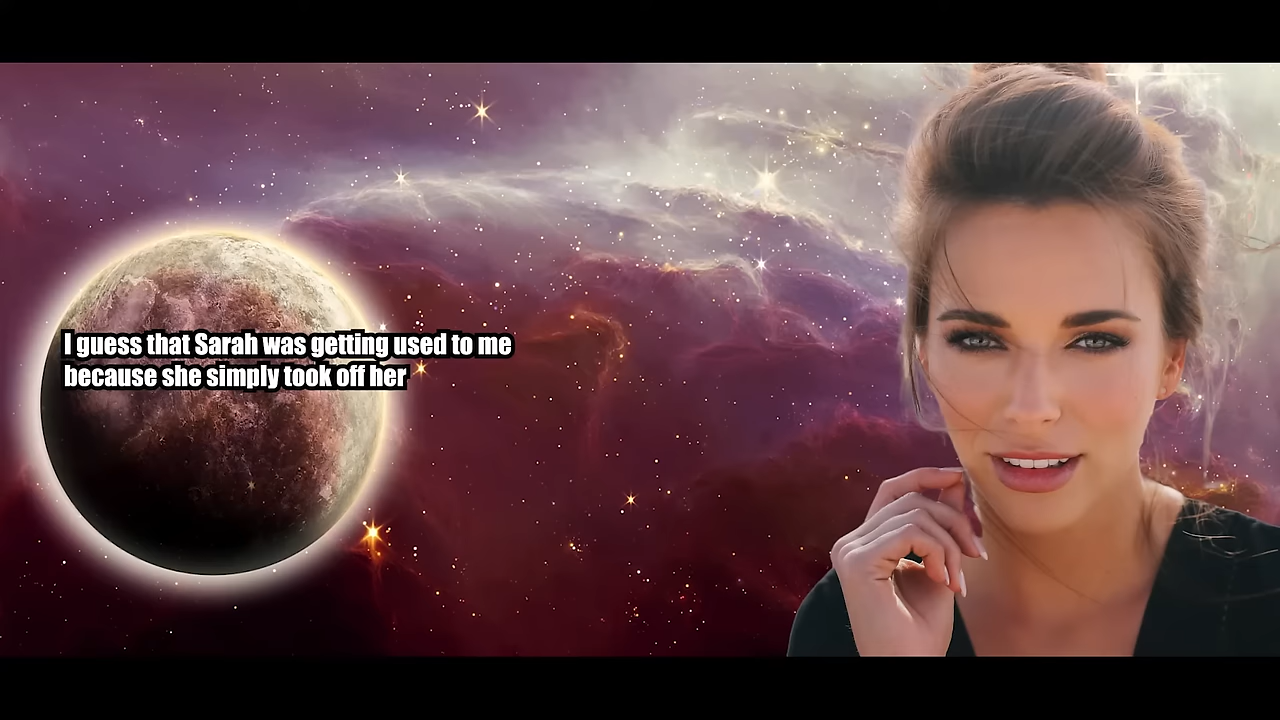 I guess that Sarah was getting used to me
because she simply took off her